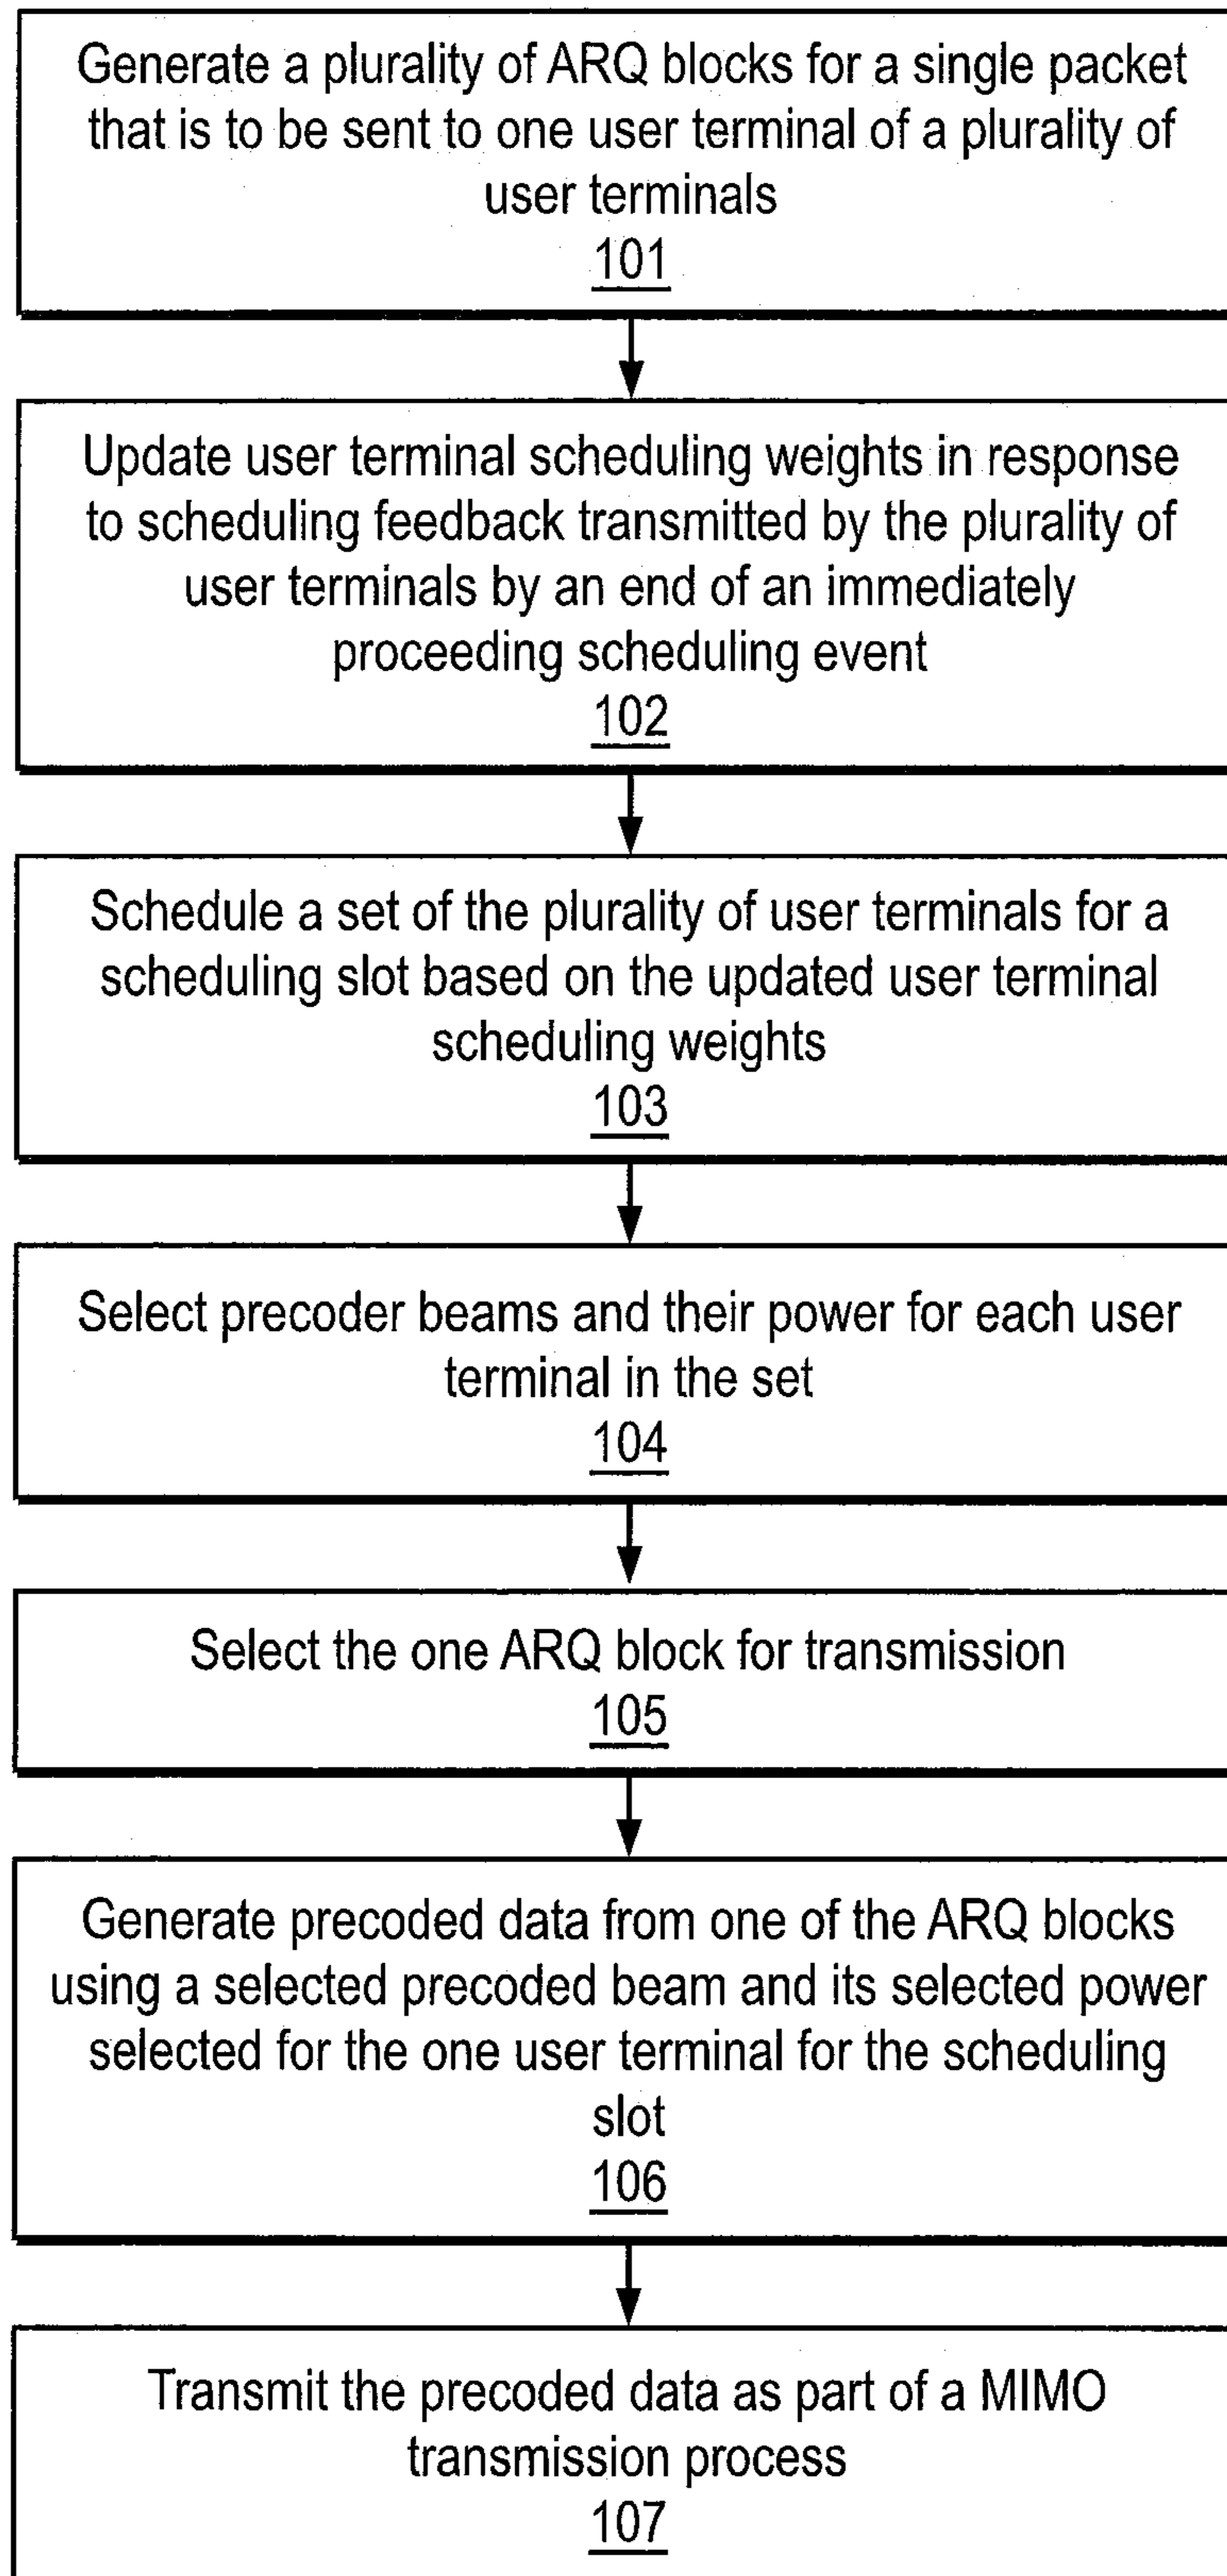 Generate a plurality of ARQ blocks for a single packet
that is to be sent to one user terminal of a plurality of
user terminals
101
Update user terminal scheduling weights in response
to scheduling feedback transmitted by the plurality of
user terminals by an end of an immediately
proceeding scheduling event
102
Schedule a set of the plurality of user terminals for a
scheduling slot based on the updated user terminal
scheduling weights
103
Select precoder beams and their power for each user
terminal in the set
104
Select the one ARQ block for transmission
105
Generate precoded data from one of the ARQ blocks
using a selected precoded beam and its selected power
selected for the one user terminal for the scheduling
slot
106
Transmit the precoded data as part of a MIMO
transmission process
107